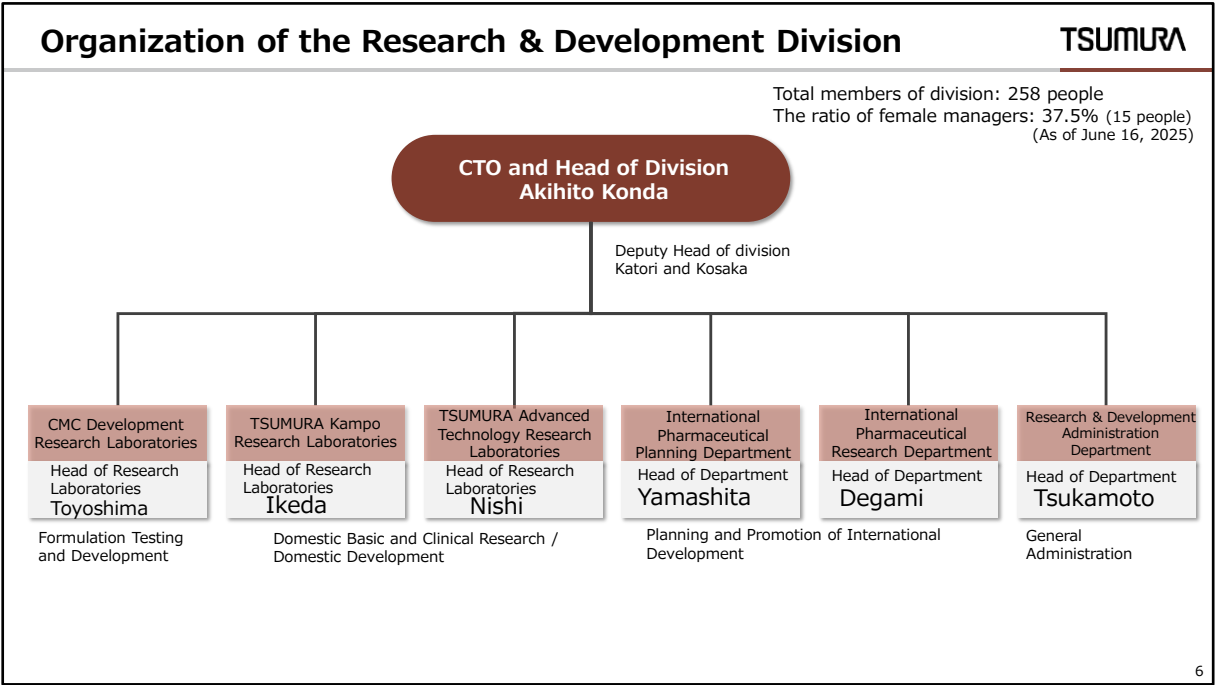 Organization of the Research & Development Division
TSUMURA
Total members of division: 258 people
The ratio of female managers: 37.5% (15 people)
(As of June 16, 2025)
CTO and Head of Division
Akihito Konda
Deputy Head of division
Katori and Kosaka
CMC Development
Research Laboratories
Head of Research
Laboratories
Toyoshima
Formulation Testing
and Development
TSUMURA Kampo
Research Laboratories
Head of Research
Laboratories
Ikeda
TSUMURA Advanced
Technology Research
Laboratories
Head of Research
Laboratories
Nishi
Domestic Basic and Clinical Research /
Domestic Development
International
Pharmaceutical
Planning Department
Head of Department
Yamashita
International
Pharmaceutical
Research Department
Head of Department
Degami
Planning and Promotion of International
Development
Research & Development
Administration
Department
Head of Department
Tsukamoto
General
Administration
6